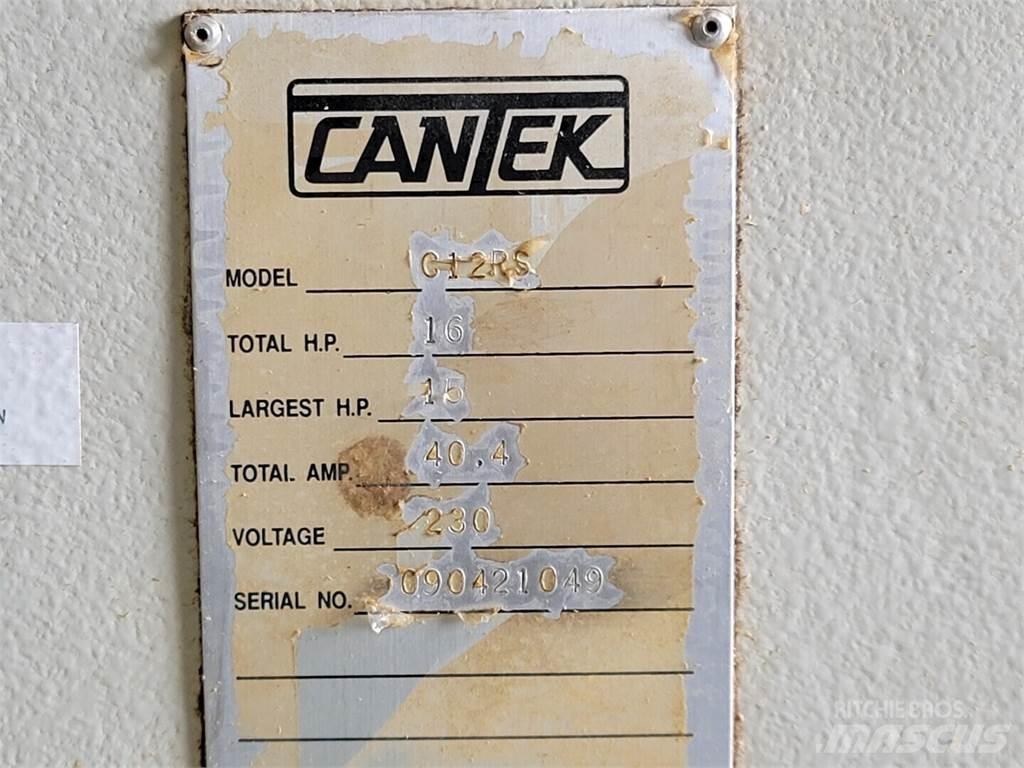 CANTEK
MODEL C12RS
TOTAL H.P. 16
LARGEST H.P. 15
TOTAL AMP. 40.4
VOLTAGE 230
SERIAL NO. 090421049
N
RITCHIE BROS.
MASCUS